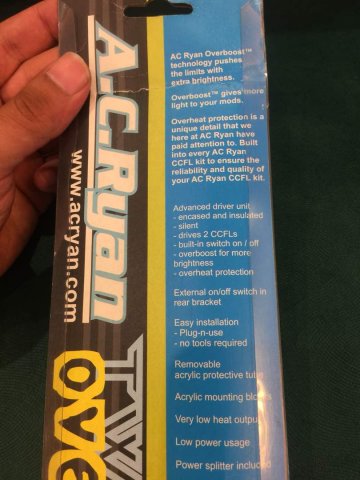 AC Ryan Overboost™
technology pushes
the limits with
extra brightness.
Overboost™ gives more
light to your mods.
Overheat protection is a
unique detail that we
here at AC Ryan have
paid attention to. Built
into every AC Ryan
CCFL kit to ensure the
reliability and quality of
your AC Ryan CCFL kit.
Advanced driver unit
- encased and insulated
- silent
- drives 2 CCFLs
- built-in switch on / off
- overboost for more
brightness
- overheat protection
External on/off switch in
rear bracket
Easy installation
- Plug-n-use
- no tools required
Removable
acrylic protective tube
Acrylic mounting blocks
Very low heat output
Low power usage
Power splitter included
A.C.Ryan
www.acryan.com